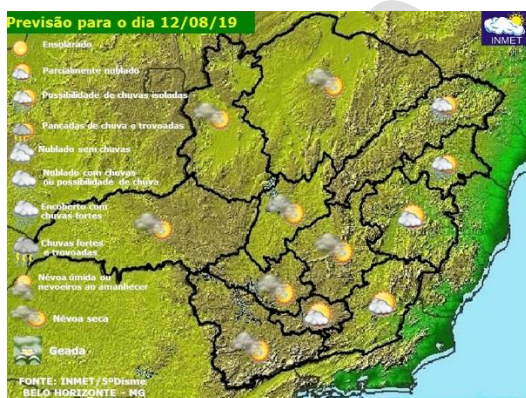 Previsão para o dia 12/08/19
INMET
Ensolarado
Parcialmente nublado
Possibilidade de chuvas isoladas
Pancadas de chuva e trovoadas
Nublado sem chuvas
Nublado com chuvas
ou possibilidade de chuva
Encoberto com
chuvas fortes
Chuvas fortes
e trovoadas
Névoa úmida ou
nevoeiros ao amanhecer
Névoa seca
Geada
FONTE: INMET/5ºDisme
BELO HORIZONTE - MG